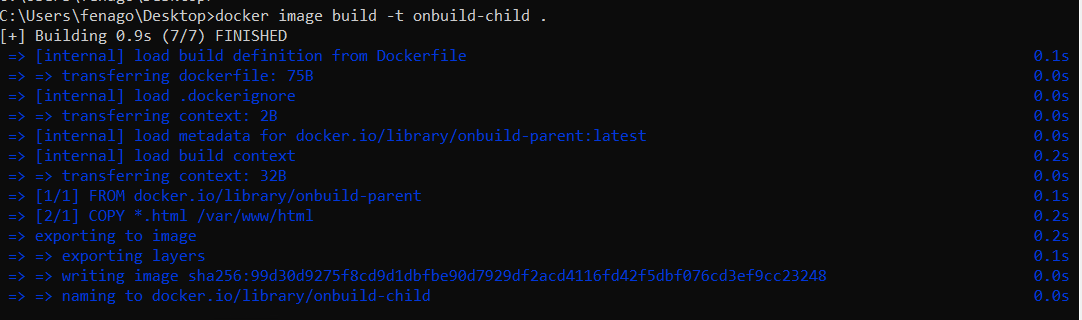 C:\Users\fenago\Desktop>docker image build -t onbuild-child .
[+] Building 0.9s (7/7) FINISHED
=> [internal] load build definition from Dockerfile 0.1s
=> => transferring dockerfile: 75B 0.0s
=> [internal] load .dockerignore 0.0s
=> => transferring context: 2B 0.0s
=> [internal] load metadata for docker.io/library/onbuild-parent:latest 0.0s
=> [internal] load build context 0.2s
=> => transferring context: 32B 0.0s
=> [1/1] FROM docker.io/library/onbuild-parent 0.1s
=> [2/1] COPY *.html /var/www/html 0.2s
=> exporting to image 0.2s
=> => exporting layers 0.1s
=> => writing image sha256:99d30d9275f8cd9d1dbfbe90d7929df2acd4116fd42f5dbf076cd3ef9cc23248 0.0s
=> => naming to docker.io/library/onbuild-child 0.0s